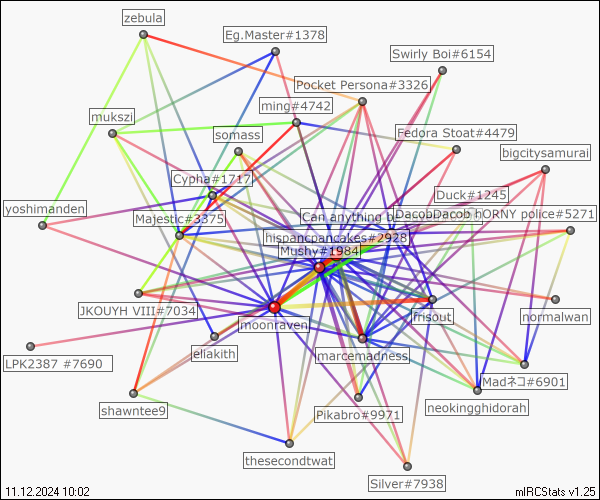 zebula
Eg.Master#1378
Swirly Boi#6154
Pocket Persona#3326
ming#4742
mukszi
somass
Fedora Stoat#4479
bigcitysamurai
Cypha#1717
Duck#1245
yoshimanden
Majestic#3375
Can anything b
DacobDacob
hORNY police#5271
hispancpancakes#2928
Mushy#1984
JKOUYH VIII#7034
moonraven
frisout
normalwan
eliakith
marcemadness
LPK2387 #7690
Madネコ#6901
shawntee9
Pikabro#9971
neokingghidorah
thesecondtwat
Silver#7938
11.12.2024 10:02
mIRCStats v1.25